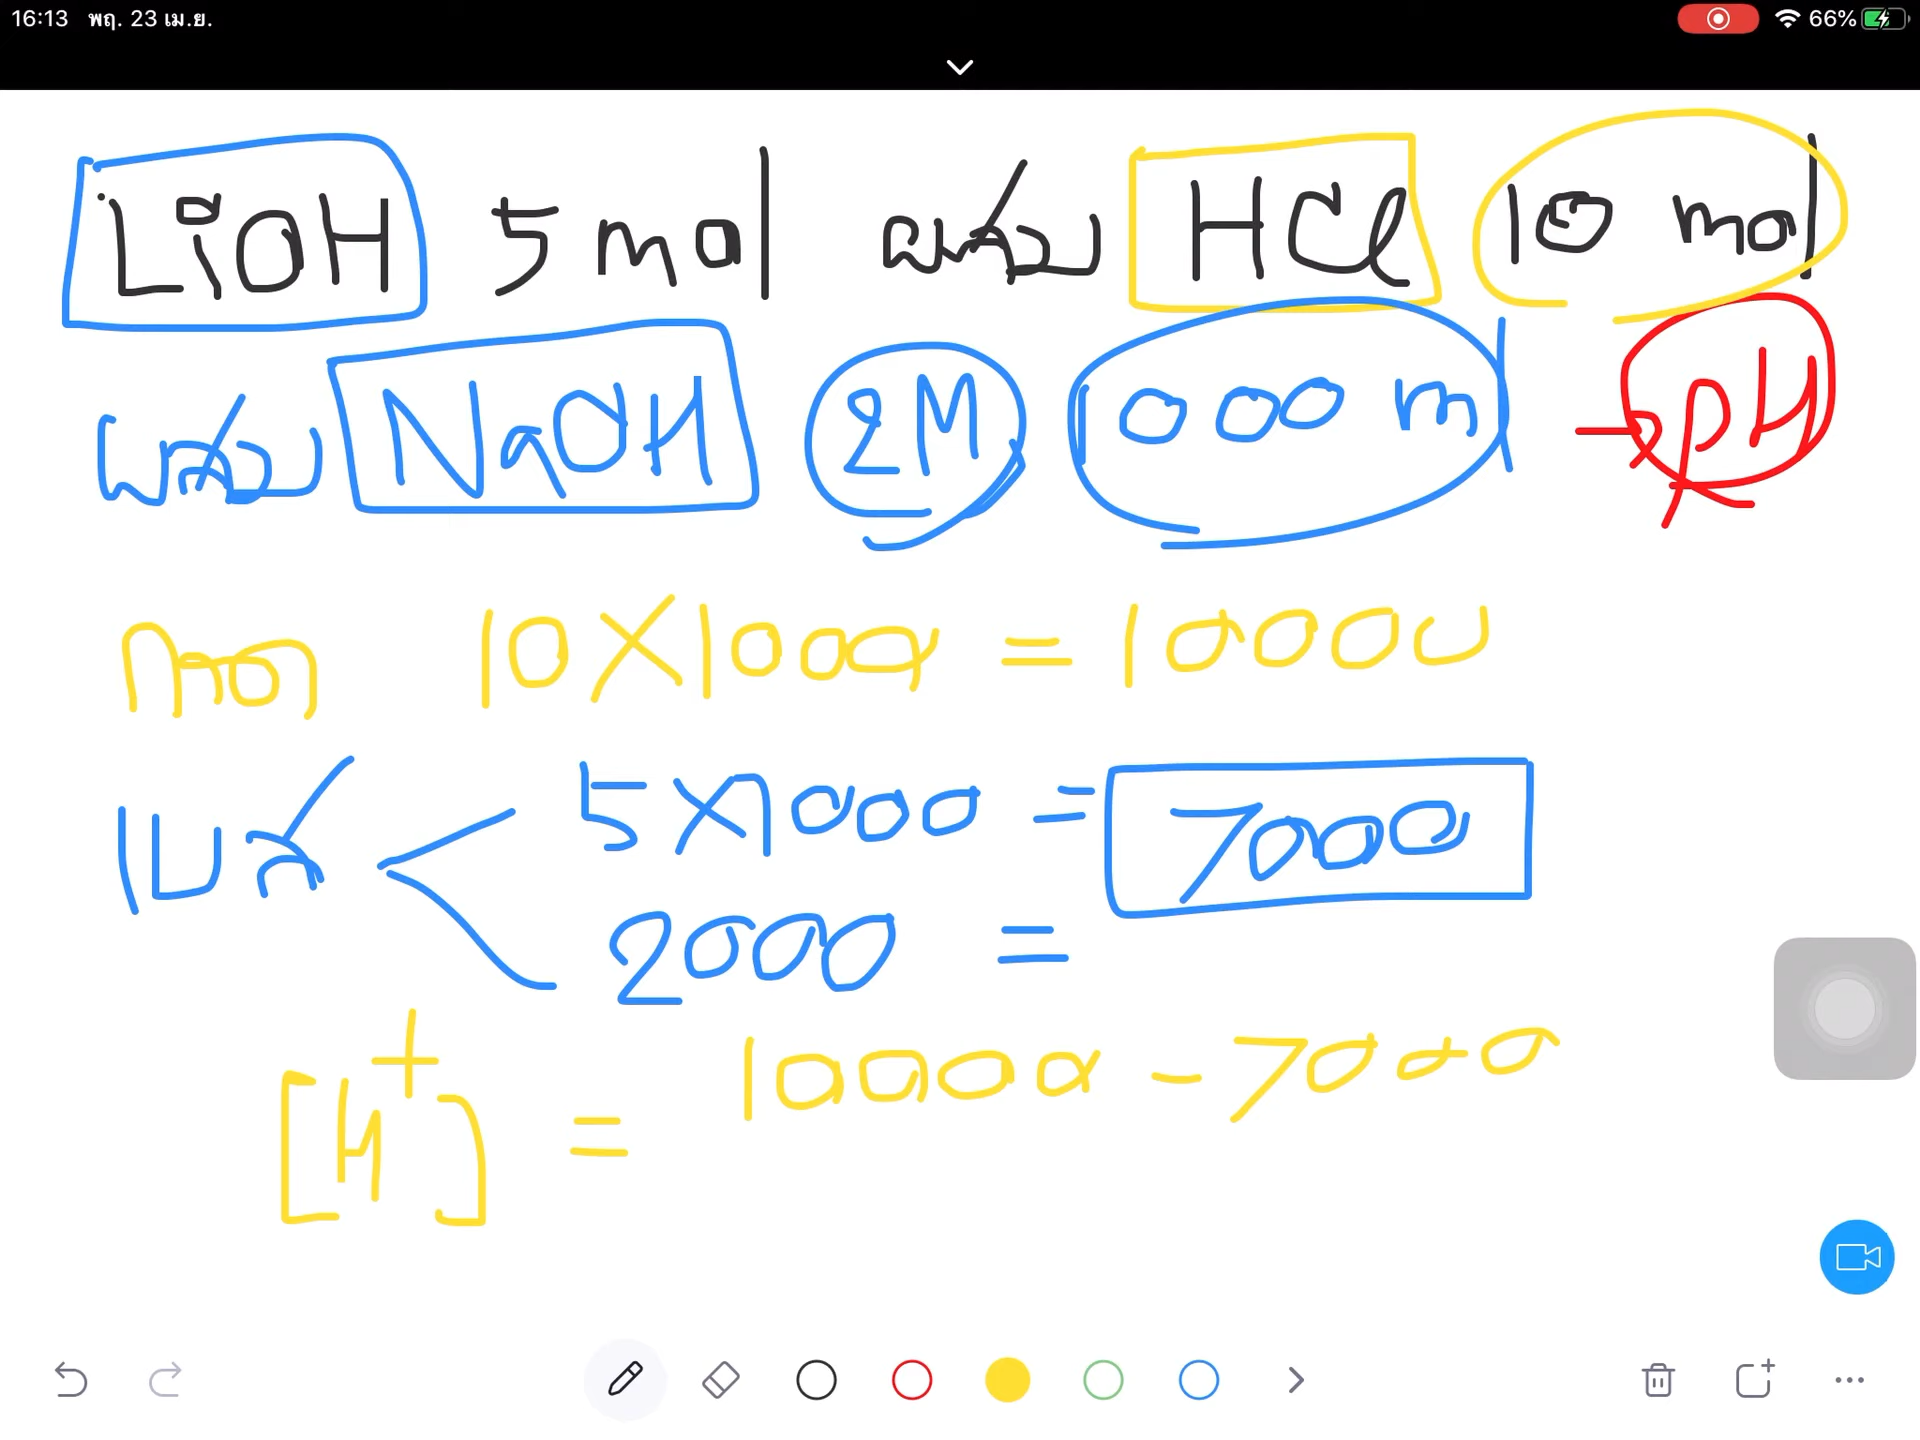 16:13 พฤ. 23 เม.ย. 66%
LiOH 5 mol ผสม HCl 10 mol
ผสม NaOH 2M 1000 ml → pH
กรด 10×1000 = 10000
เบส 5×1000 = 7000
2000 =
[H+] = 10000 - 7000